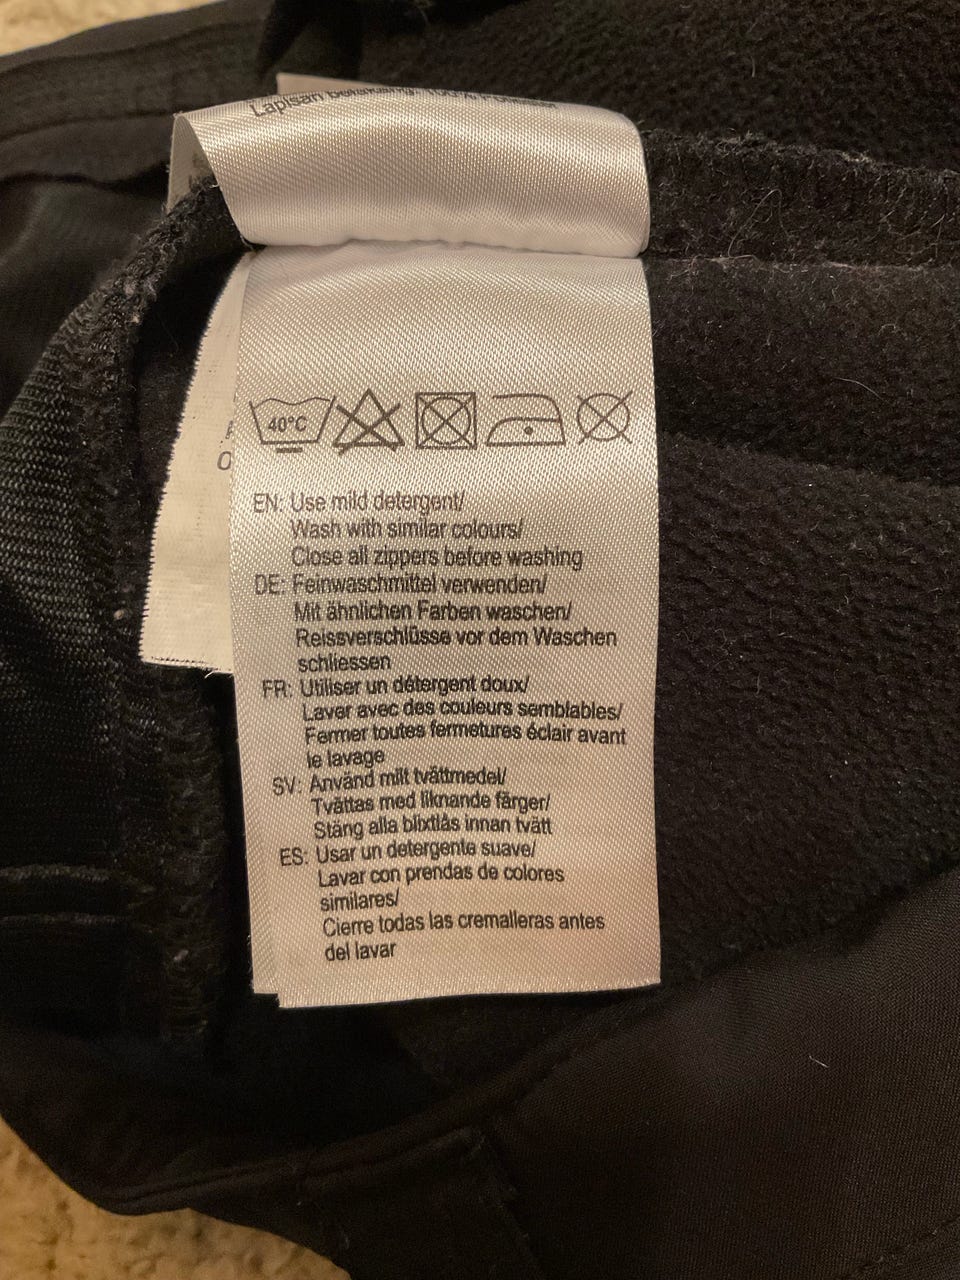 Lapisan
40°C
EN: Use mild detergent/
Wash with similar colours/
Close all zippers before washing
DE: Feinwaschmittel verwenden/
Mit ähnlichen Farben waschen/
Reissverschlüsse vor dem Waschen
schliessen
FR: Utiliser un détergent doux/
Laver avec des couleurs semblables/
Fermer toutes fermetures éclair avant
le lavage
SV: Använd milt tvättmedel/
Tvättas med liknande färger/
Stäng alla blixtlås innan tvätt
ES: Usar un detergente suave/
Lavar con prendas de colores
similares/
Cierre todas las cremalleras antes
del lavar